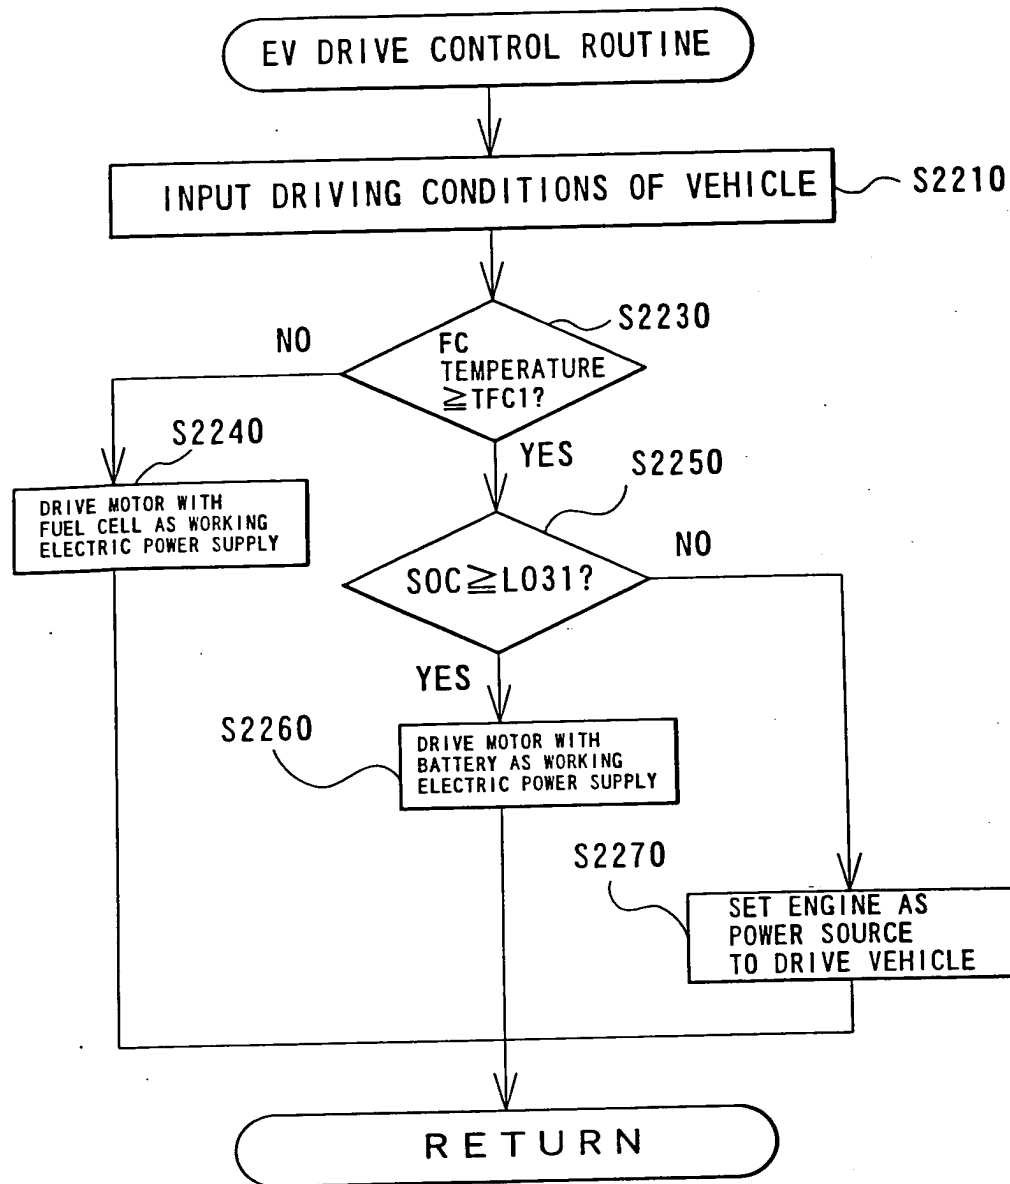 EV DRIVE CONTROL ROUTINE
INPUT DRIVING CONDITIONS OF VEHICLE
S2210
S2230
NO
FC
TEMPERATURE
≧TFC1?
S2240
YES
S2250
DRIVE MOTOR WITH
FUEL CELL AS WORKING
ELECTRIC POWER SUPPLY
NO
SOC≧LO31?
YES
S2260
DRIVE MOTOR WITH
BATTERY AS WORKING
ELECTRIC POWER SUPPLY
S2270
SET ENGINE AS
POWER SOURCE
TO DRIVE VEHICLE
RETURN